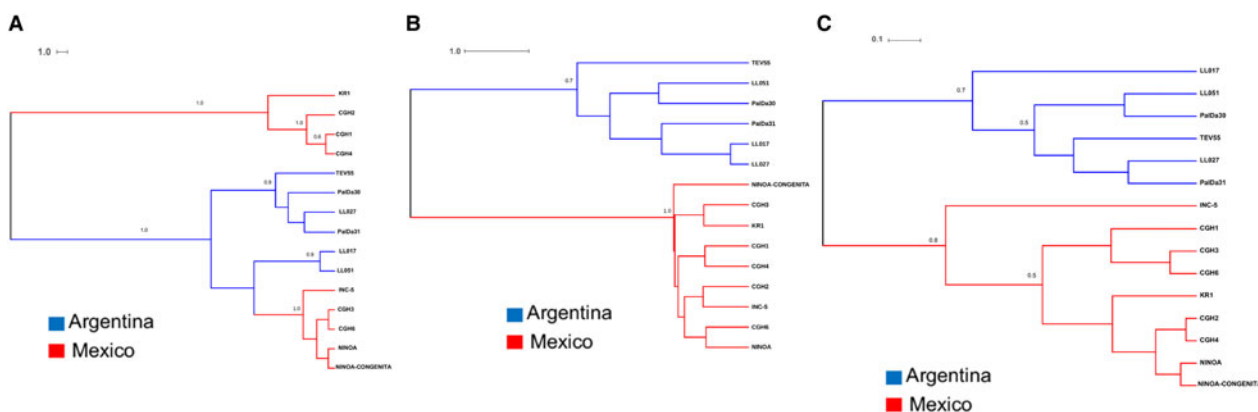 A
1.0
1.0
KR1
CGH2
1.0
CGH1
0.6
CGH4
TEV55
0.9
PalDa30
LL027
PalDa31
1.0
LL017
0.9
LL051
INC-5
1.0
CGH3
CGH6
NINOA
NINOA-CONGENITA
Argentina
Mexico
B
1.0
TEV55
0.7
LL051
PalDa30
PalDa31
LL017
LL027
NINOA-CONGENITA
CGH3
1.0
KR1
CGH1
CGH4
CGH2
INC-5
CGH6
NINOA
Argentina
Mexico
C
0.1
LL017
0.7
LL051
PalDa30
0.5
TEV55
LL027
PalDa31
INC-5
CGH1
0.8
CGH3
CGH6
0.5
KR1
CGH2
CGH4
NINOA
NINOA-CONGENITA
Argentina
Mexico